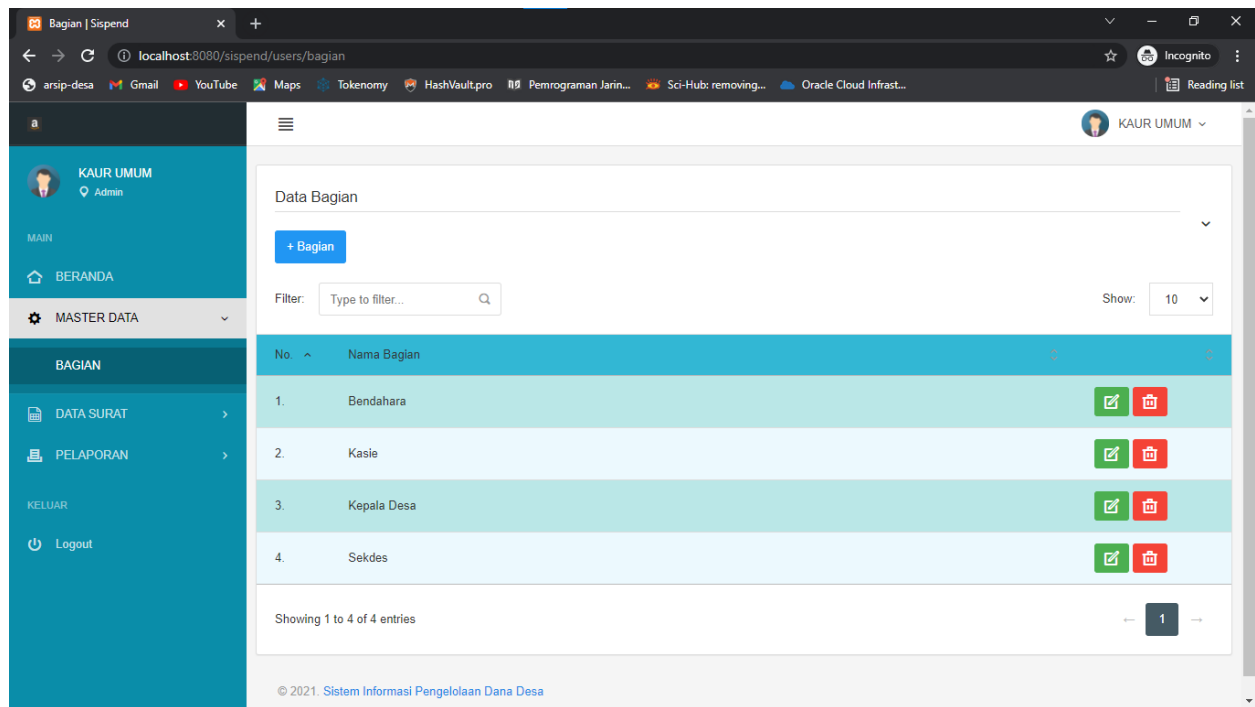 Bagian | Sispend
localhost:8080/sispend/users/bagian
Incognito
arsip-desa Gmail YouTube Maps Tokenomy HashVault.pro Pemrograman Jarin... Sci-Hub: removing... Oracle Cloud Infrast... Reading list
a
KAUR UMUM
KAUR UMUM
Admin
MAIN
BERANDA
MASTER DATA
BAGIAN
DATA SURAT
PELAPORAN
KELUAR
Logout
Data Bagian
+ Bagian
Filter: Type to filter... Show: 10
No. Nama Bagian
1. Bendahara
2. Kasie
3. Kepala Desa
4. Sekdes
Showing 1 to 4 of 4 entries ← 1 →
© 2021. Sistem Informasi Pengelolaan Dana Desa